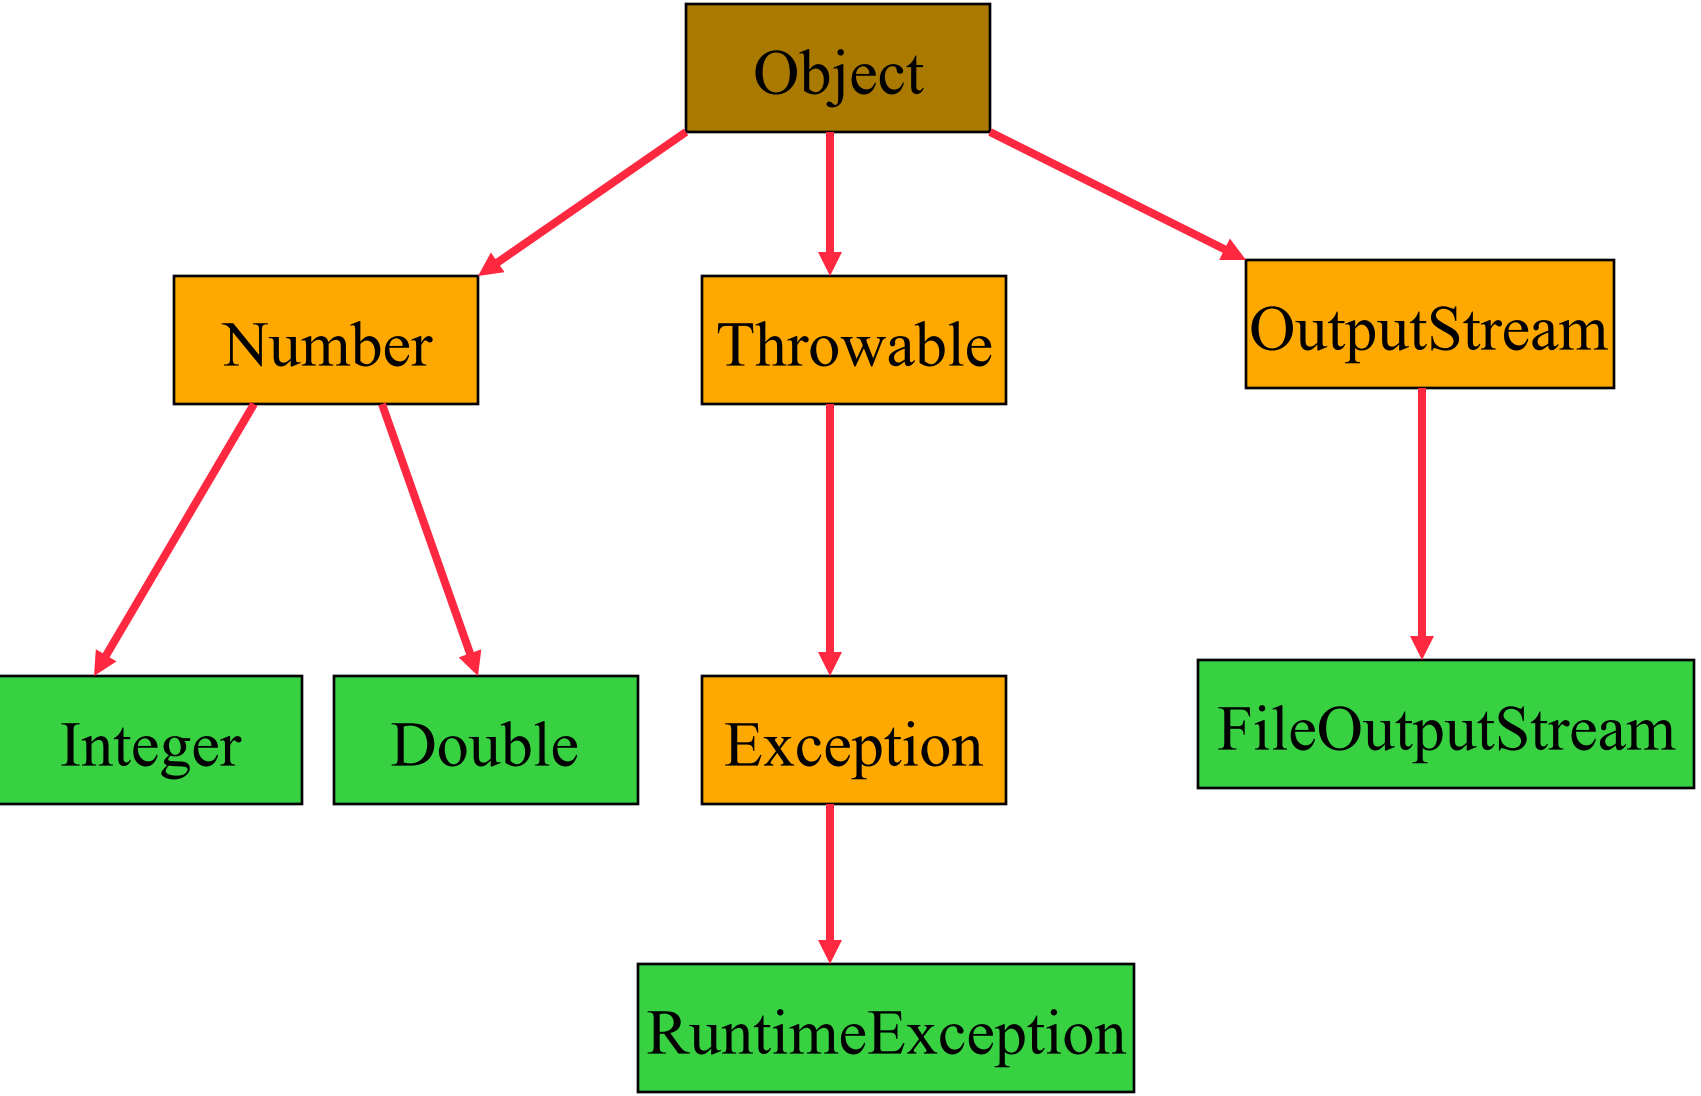 Object
Number
Throwable
OutputStream
Integer
Double
Exception
FileOutputStream
RuntimeException